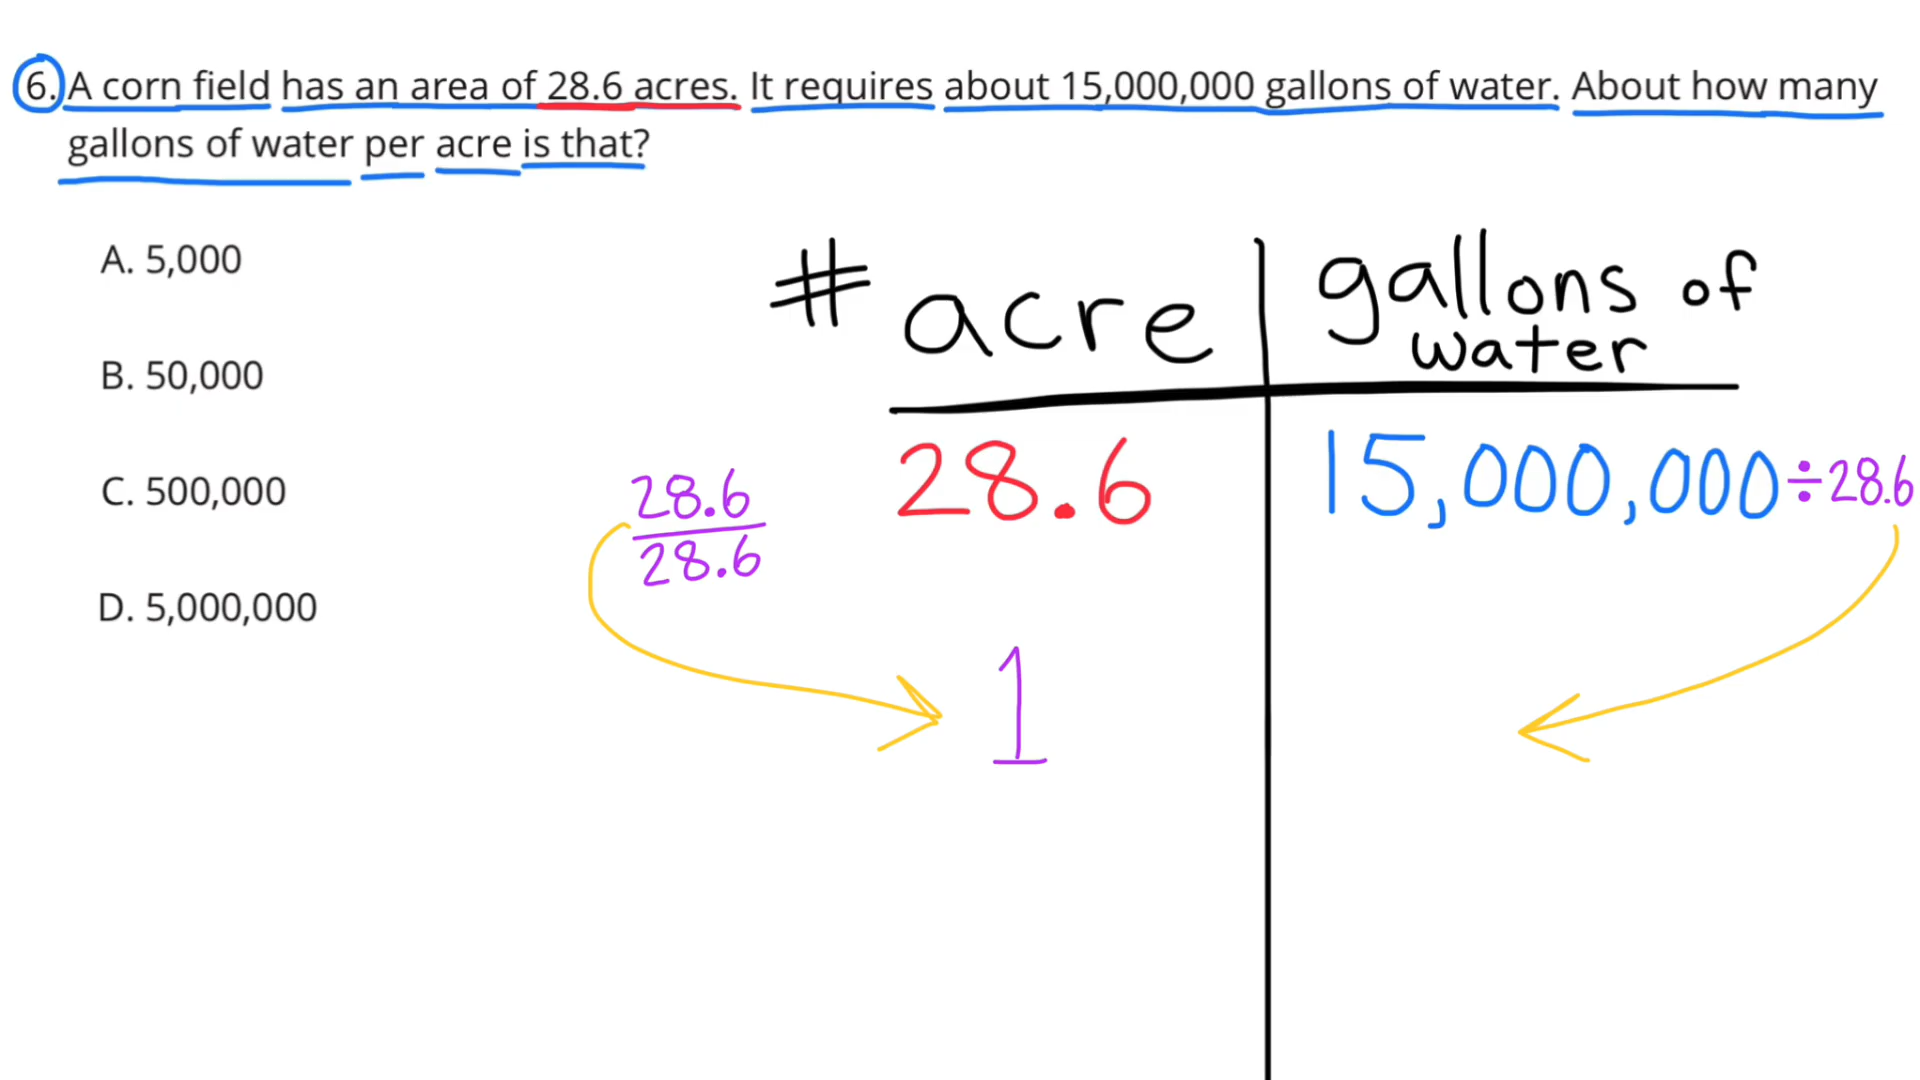 6. A corn field has an area of 28.6 acres. It requires about 15,000,000 gallons of water. About how many
gallons of water per acre is that?
A. 5,000
B. 50,000
C. 500,000
D. 5,000,000
# acre
gallons of
water
28.6
28.6
28.6
15,000,000 ÷ 28.6
1